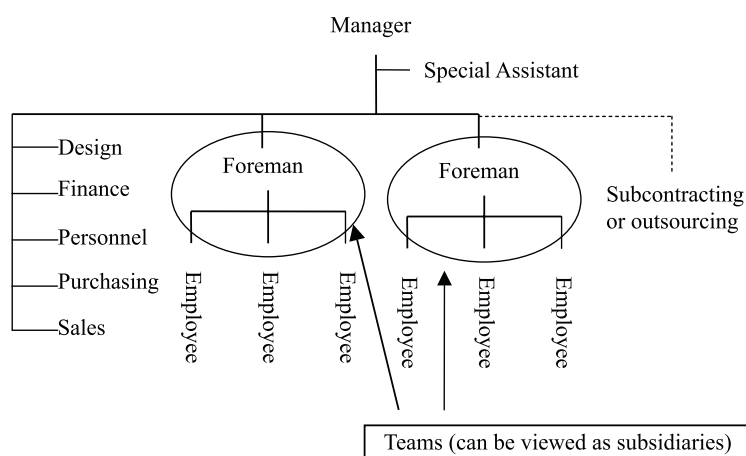 Manager
Special Assistant
Design
Finance
Personnel
Purchasing
Sales
Foreman
Employee
Employee
Employee
Foreman
Employee
Employee
Employee
Subcontracting
or outsourcing
Teams (can be viewed as subsidiaries)